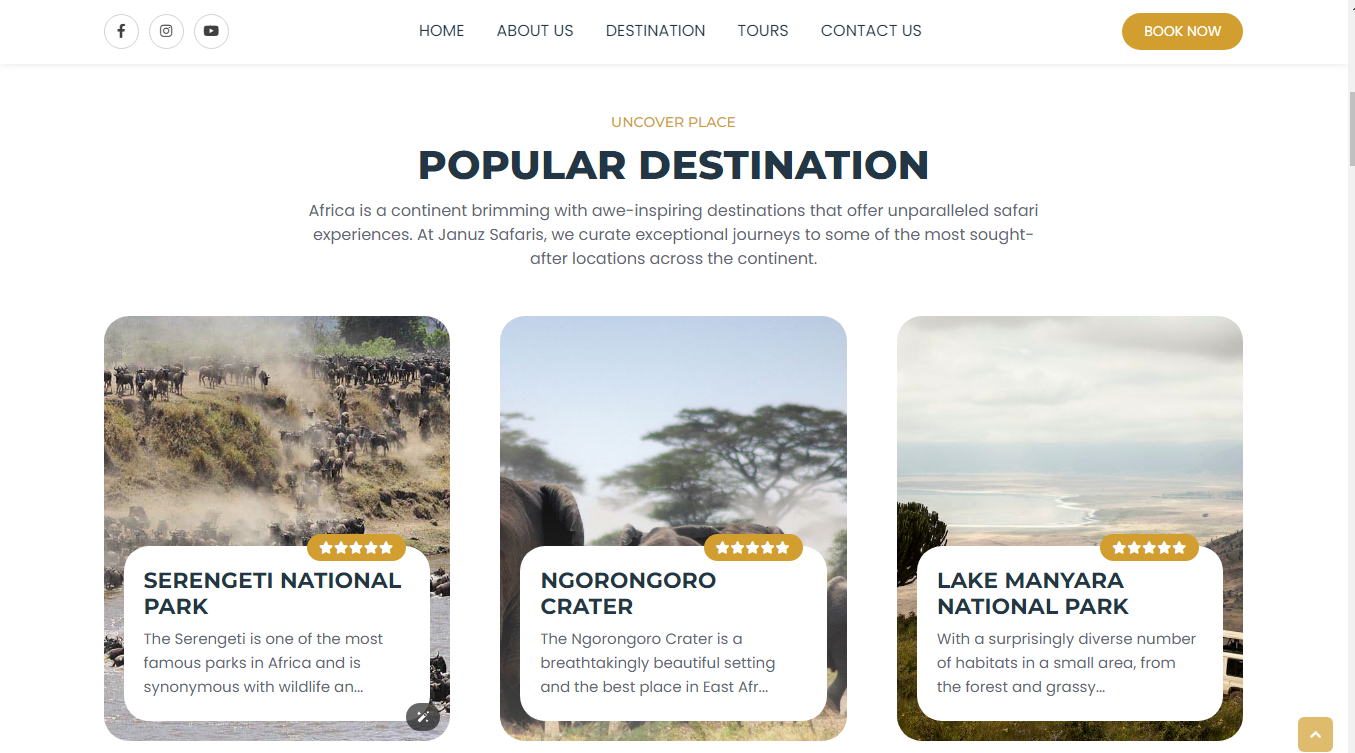 HOME ABOUT US DESTINATION TOURS CONTACT US BOOK NOW
UNCOVER PLACE
POPULAR DESTINATION
Africa is a continent brimming with awe-inspiring destinations that offer unparalleled safari
experiences. At Januz Safaris, we curate exceptional journeys to some of the most sought-
after locations across the continent.
SERENGETI NATIONAL
PARK
The Serengeti is one of the most
famous parks in Africa and is
synonymous with wildlife an...
NGORONGORO
CRATER
The Ngorongoro Crater is a
breathtakingly beautiful setting
and the best place in East Afr...
LAKE MANYARA
NATIONAL PARK
With a surprisingly diverse number
of habitats in a small area, from
the forest and grassy...